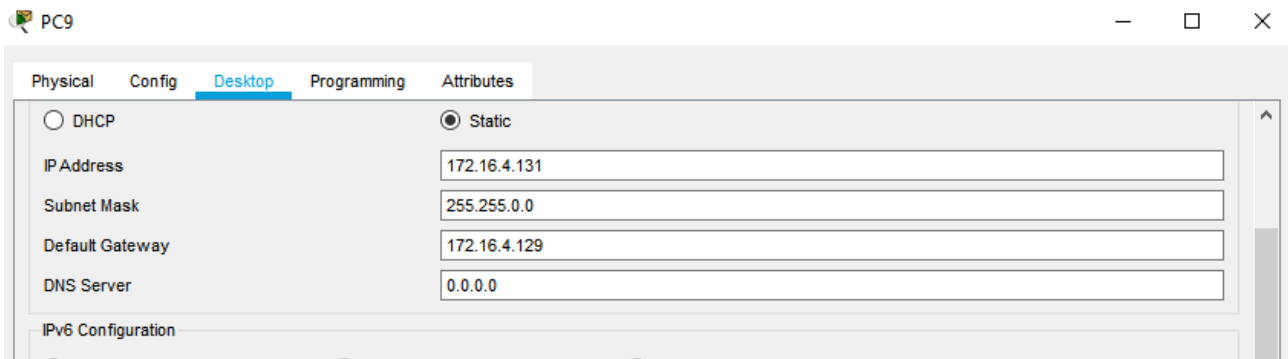 PC9
Physical Config Desktop Programming Attributes
DHCP Static
IP Address 172.16.4.131
Subnet Mask 255.255.0.0
Default Gateway 172.16.4.129
DNS Server 0.0.0.0
IPv6 Configuration